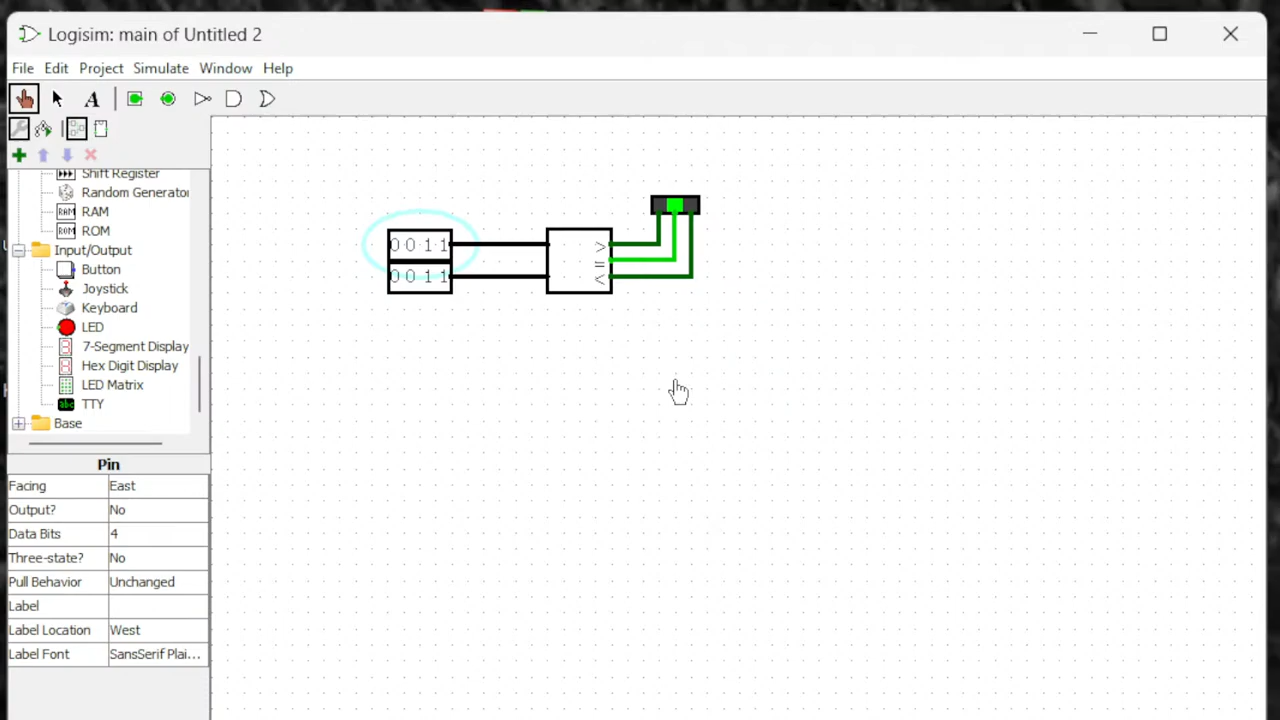 Logisim: main of Untitled 2
File Edit Project Simulate Window Help
A
Shift Register
Random Generator
RAM RAM
ROM ROM
Input/Output
Button
Joystick
Keyboard
LED
7-Segment Display
Hex Digit Display
LED Matrix
abc TTY
Base
Pin
Facing East
Output? No
Data Bits 4
Three-state? No
Pull Behavior Unchanged
Label
Label Location West
Label Font SansSerif Plai...
0 0 1 1
0 0 1 1
>
=
<